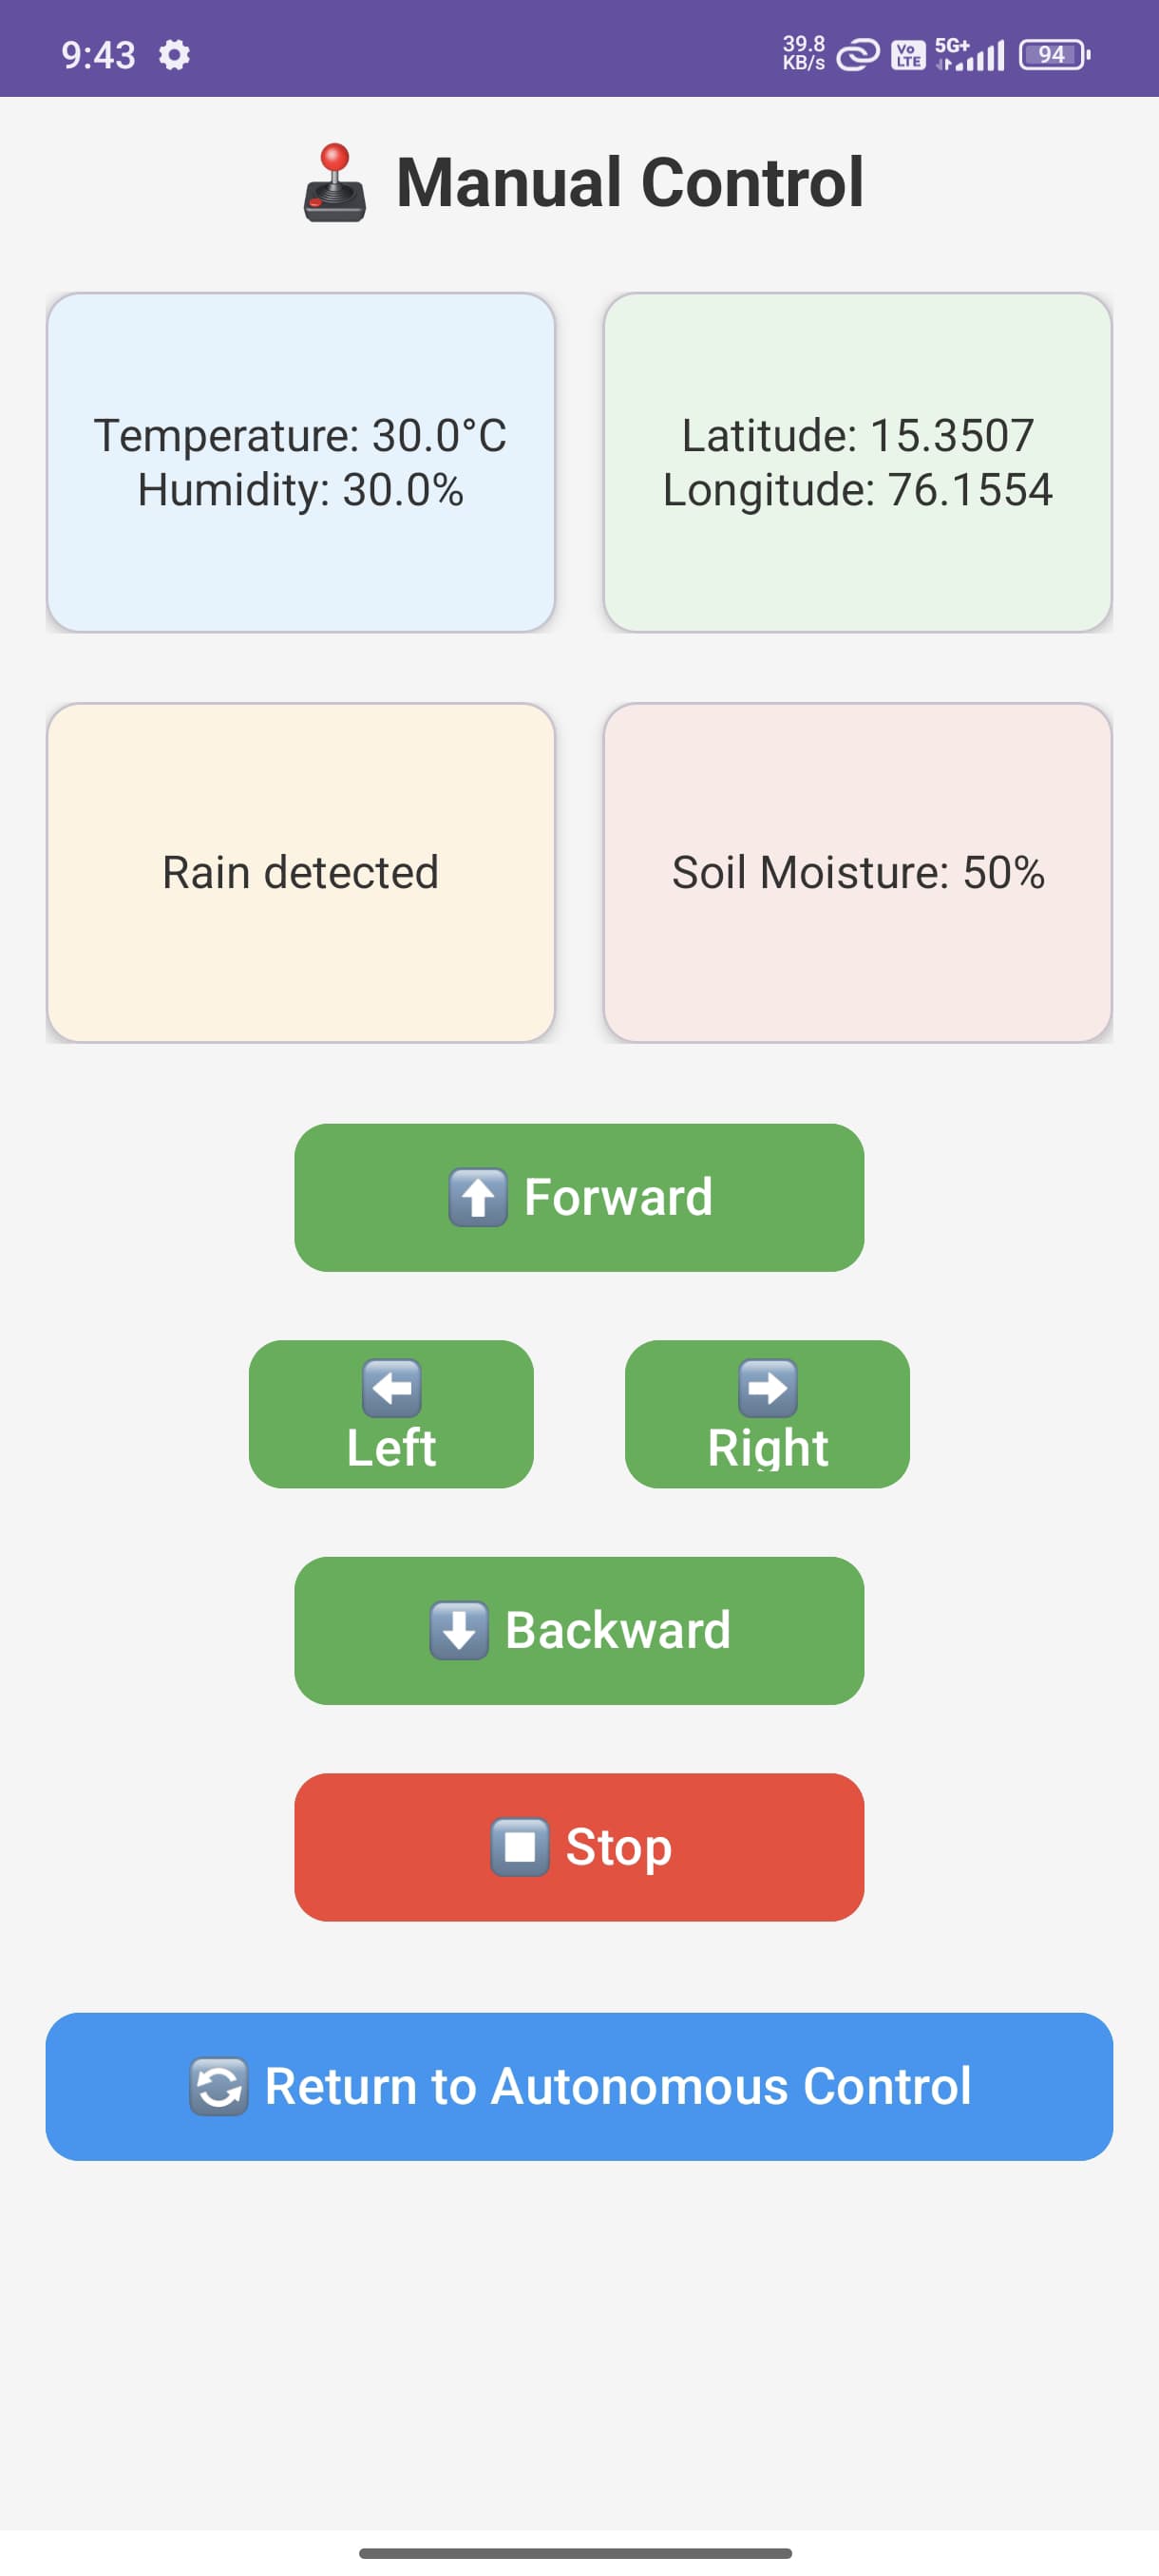 9:43
39.8
KB/s
Vo
LTE
5G+
94
Manual Control
Temperature: 30.0°C
Humidity: 30.0%
Latitude: 15.3507
Longitude: 76.1554
Rain detected
Soil Moisture: 50%
Forward
Left
Right
Backward
Stop
Return to Autonomous Control